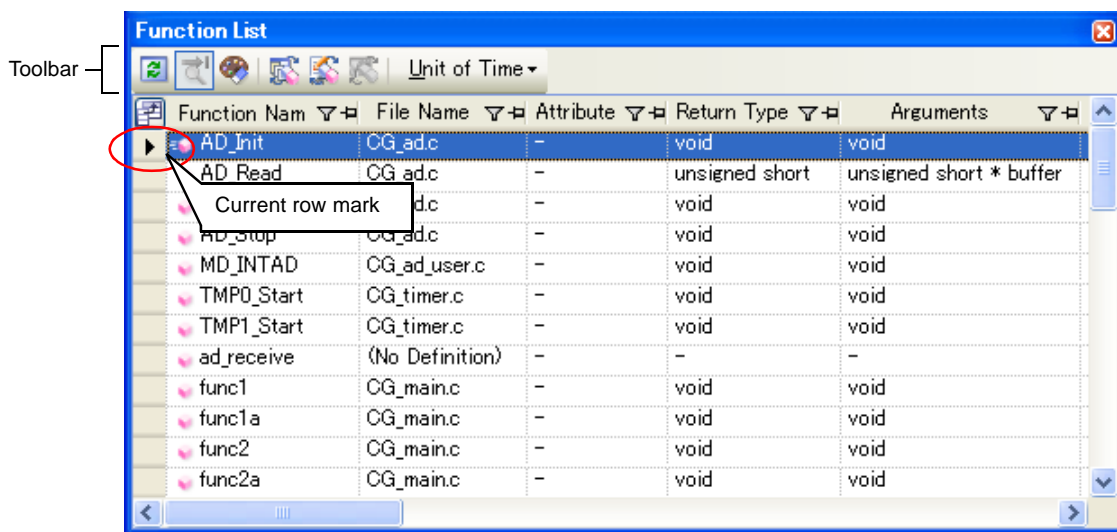 Function List
Toolbar
Unit of Time
Function Nam File Name Attribute Return Type Arguments
AD_Init CG_ad.c - void void
AD_Read CG_ad.c - unsigned short unsigned short * buffer
Current row mark d.c - void void
AD_Stop CG_ad.c - void void
MD_INTAD CG_ad_user.c - void void
TMP0_Start CG_timer.c - void void
TMP1_Start CG_timer.c - void void
ad_receive (No Definition) - - -
func1 CG_main.c - void void
func1a CG_main.c - void void
func2 CG_main.c - void void
func2a CG_main.c - void void